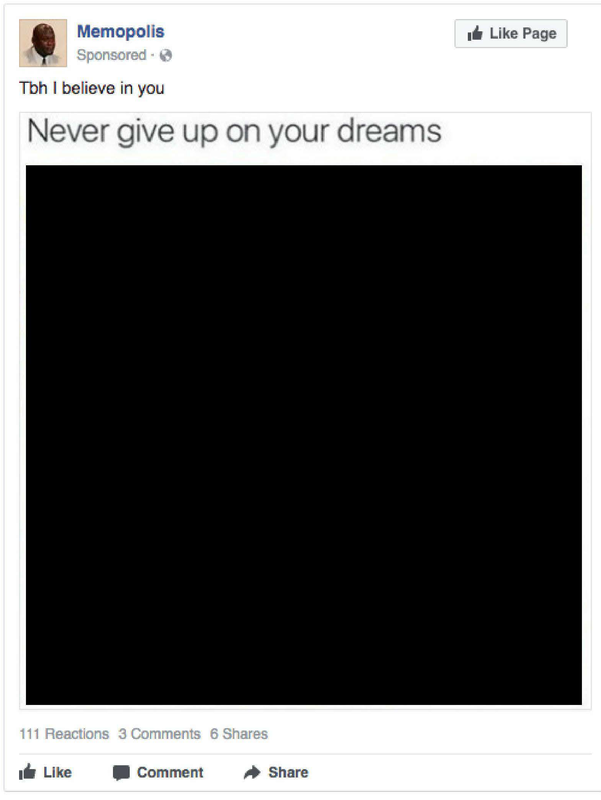 Memopolis
Like Page
Sponsored ·
Tbh I believe in you
Never give up on your dreams
111 Reactions 3 Comments 6 Shares
Like Comment Share